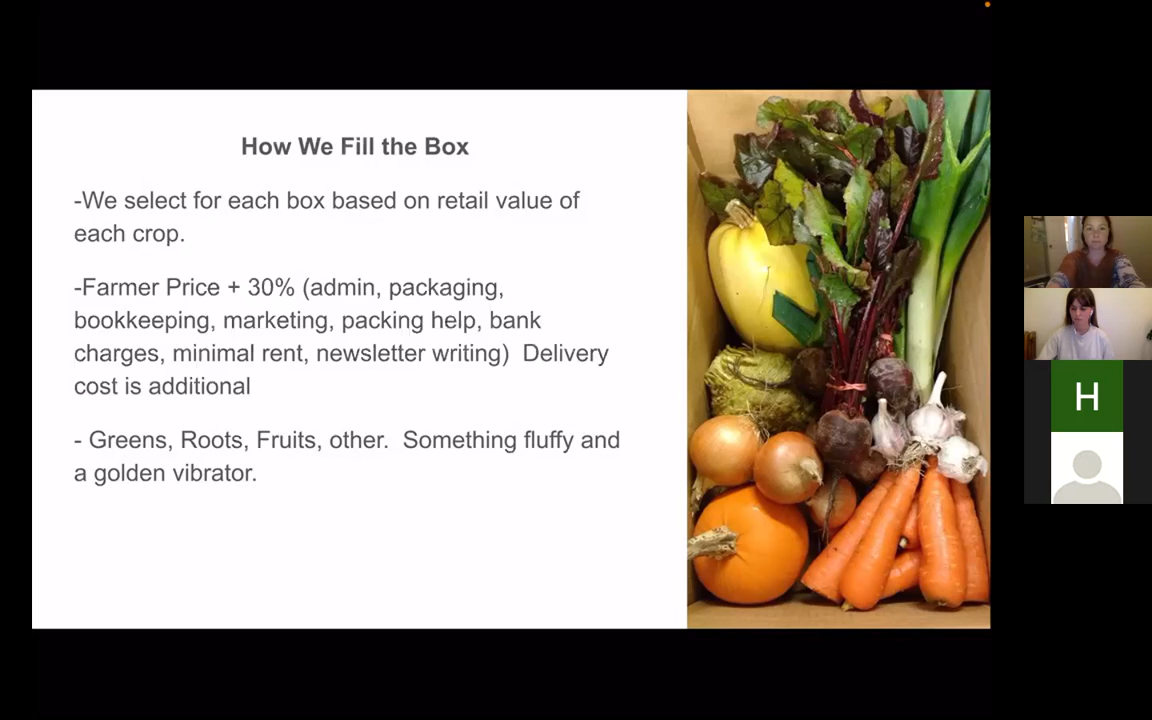 How We Fill the Box
-We select for each box based on retail value of
each crop.
-Farmer Price + 30% (admin, packaging,
bookkeeping, marketing, packing help, bank
charges, minimal rent, newsletter writing)  Delivery
cost is additional
- Greens, Roots, Fruits, other.  Something fluffy and
a golden vibrator.
H